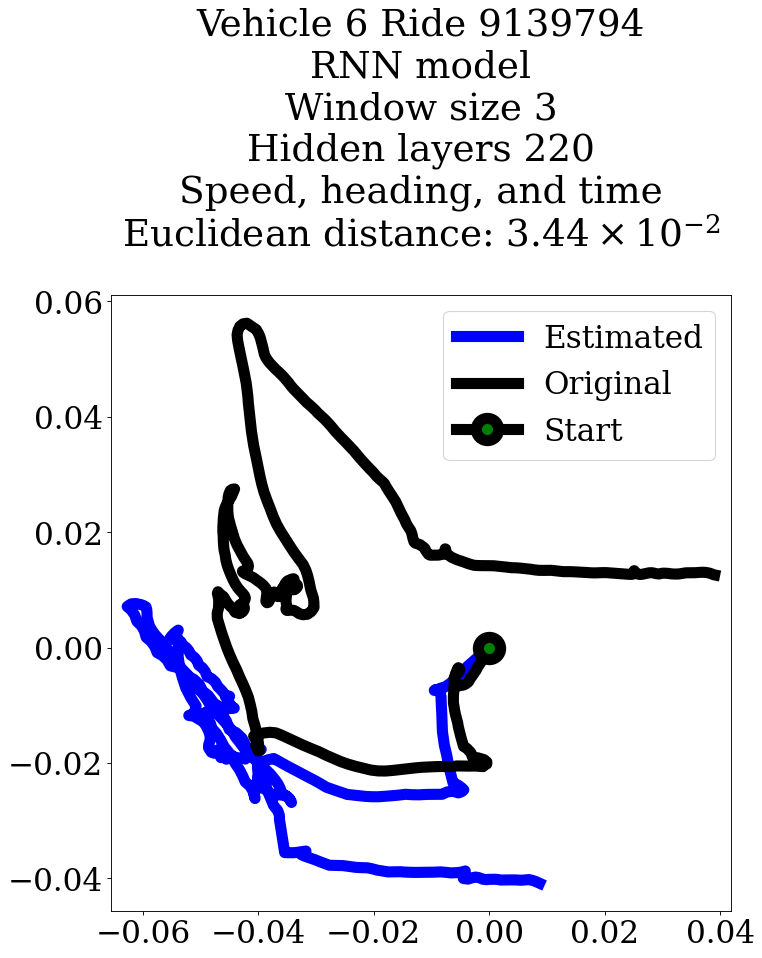 Vehicle 6 Ride 9139794
RNN model
Window size 3
Hidden layers 220
Speed, heading, and time
Euclidean distance: 3.44 × 10⁻²
Estimated
Original
Start
0.06
0.04
0.02
0.00
−0.02
−0.04
−0.06 −0.04 −0.02 0.00 0.02 0.04